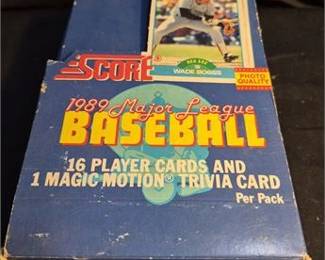 SCORE
RED SOX
WADE BOGGS
PHOTO
QUALITY
1989 Major League
BASEBALL
16 PLAYER CARDS AND
1 MAGIC MOTION® TRIVIA CARD
Per Pack